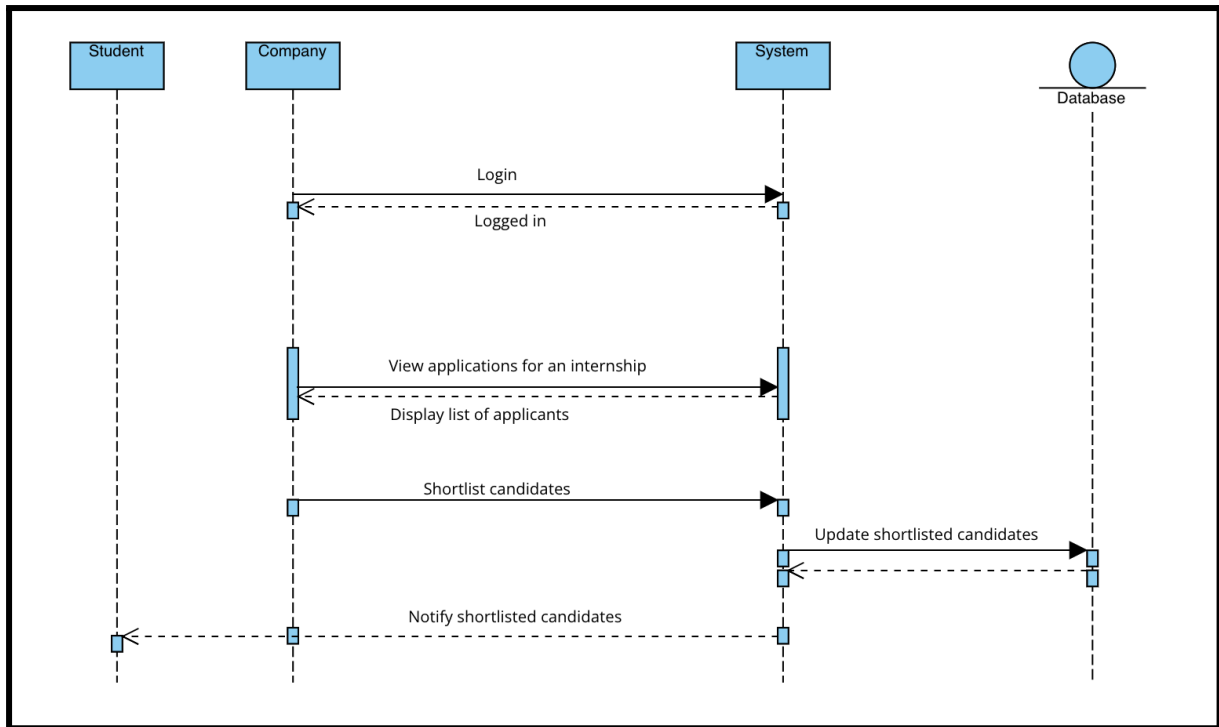 Student
Company
System
Database
Login
Logged in
View applications for an internship
Display list of applicants
Shortlist candidates
Update shortlisted candidates
Notify shortlisted candidates